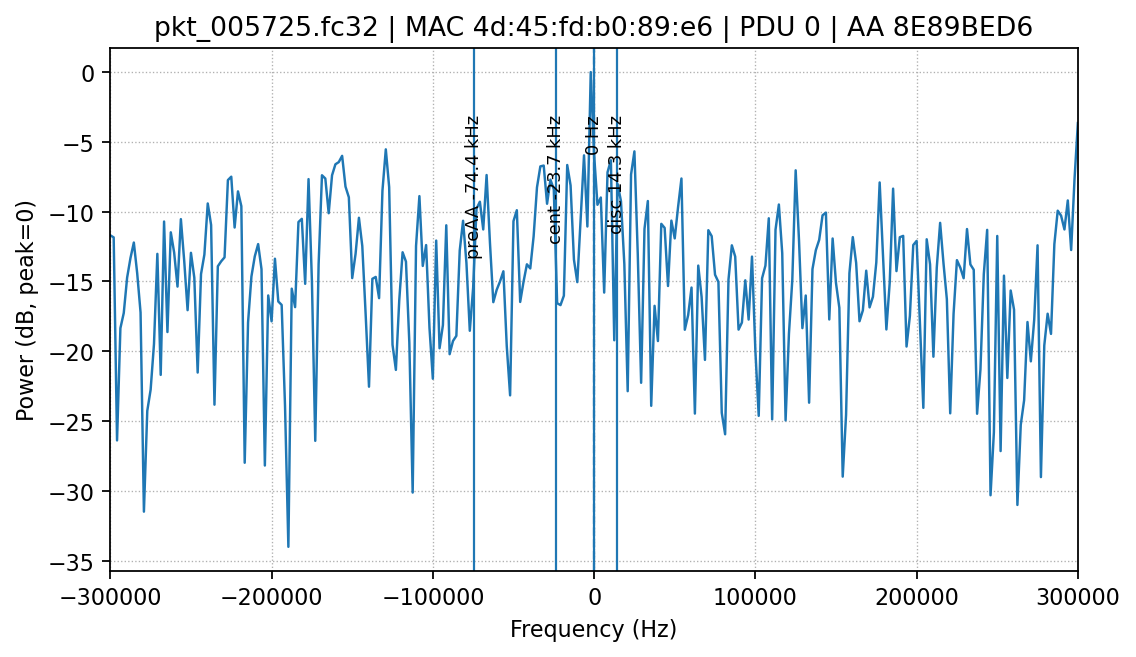 pkt_005725.fc32 | MAC 4d:45:fd:b0:89:e6 | PDU 0 | AA 8E89BED6
Power (dB, peak=0)
0
−5
−10
−15
−20
−25
−30
−35
preAA -74.4 kHz
cent -23.7 kHz
0 Hz
disc 14.3 kHz
−300000
−200000
−100000
0
100000
200000
300000
Frequency (Hz)